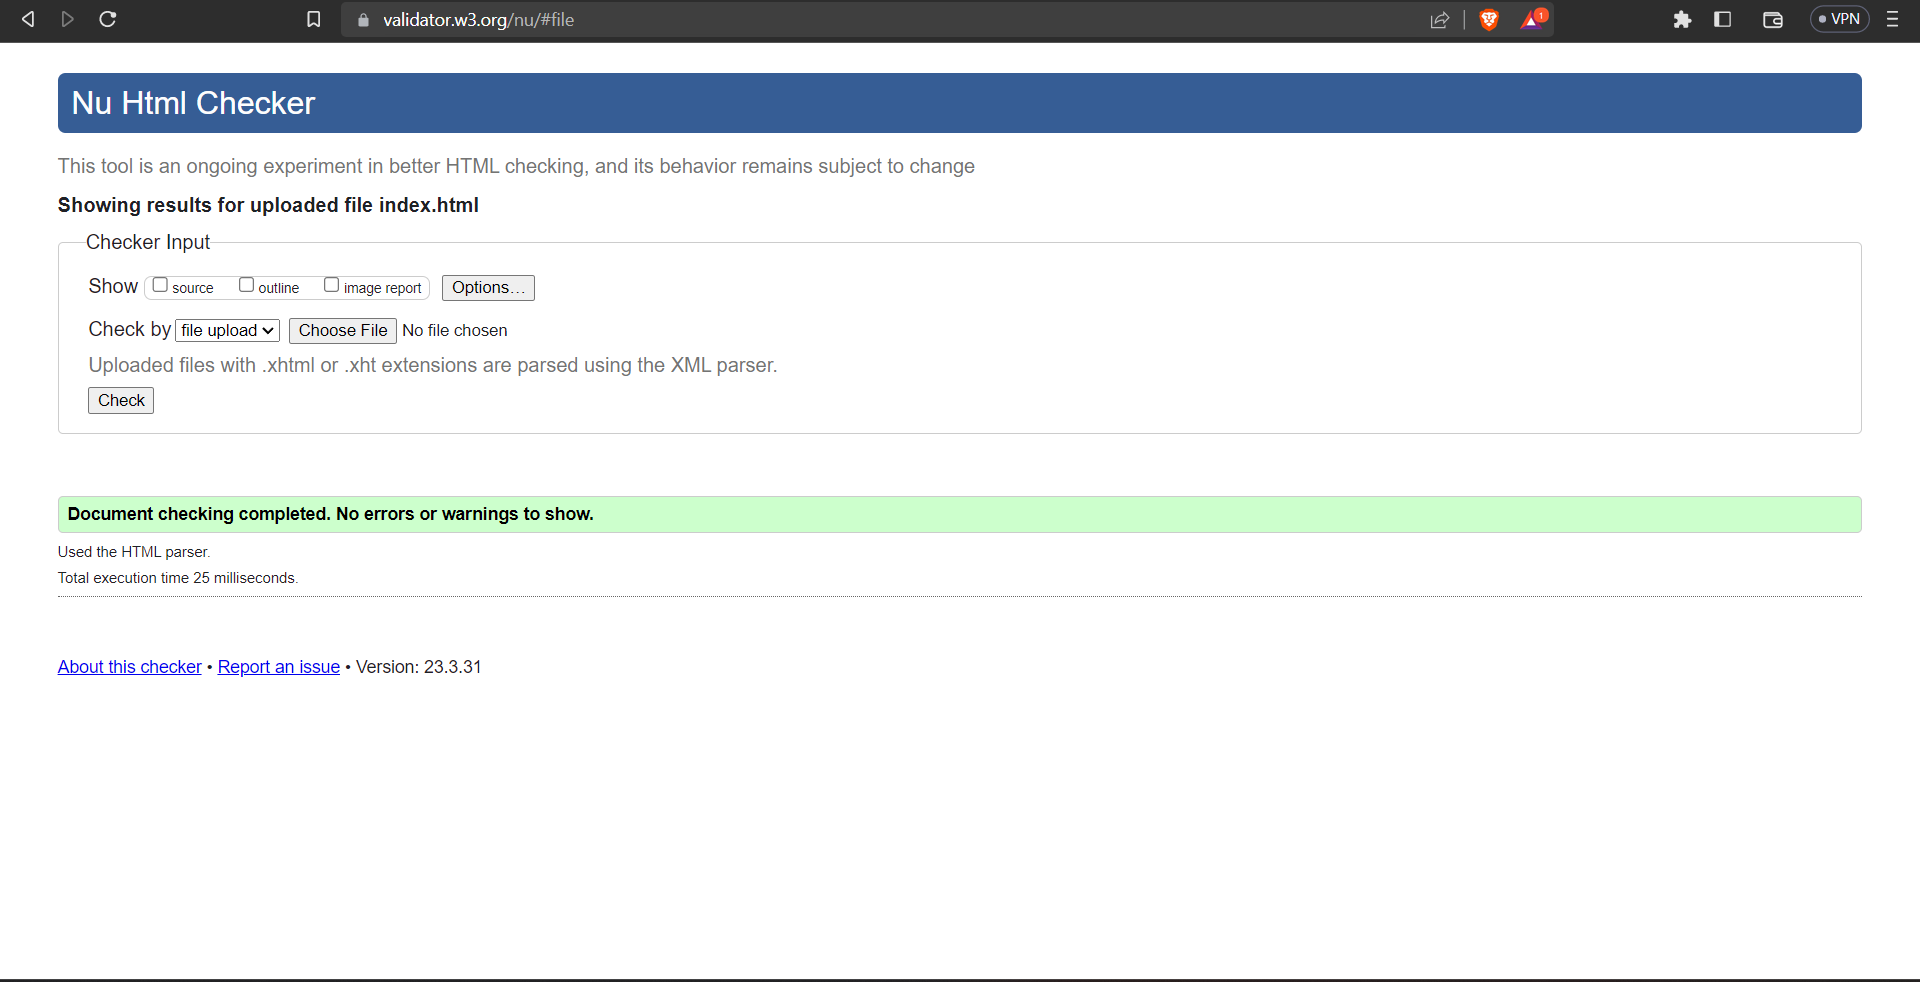 validator.w3.org/nu/#file
1
VPN
Nu Html Checker
This tool is an ongoing experiment in better HTML checking, and its behavior remains subject to change
Showing results for uploaded file index.html
Checker Input
Show source outline image report Options…
Check by file upload Choose File No file chosen
Uploaded files with .xhtml or .xht extensions are parsed using the XML parser.
Check
Document checking completed. No errors or warnings to show.
Used the HTML parser.
Total execution time 25 milliseconds.
About this checker • Report an issue • Version: 23.3.31